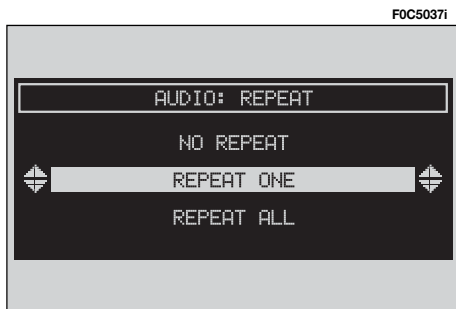 F0C5037i
AUDIO: REPEAT
NO REPEAT
REPEAT ONE
REPEAT ALL